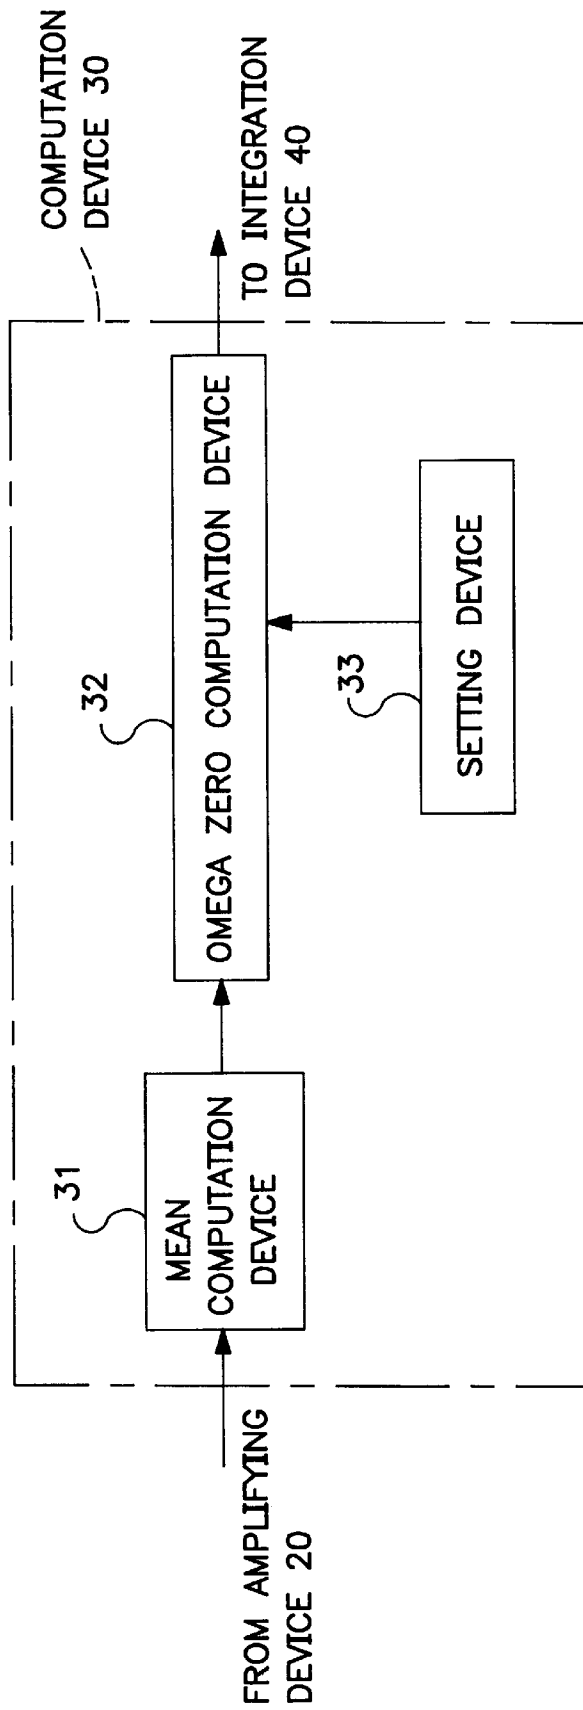 COMPUTATION
DEVICE 30
32
OMEGA ZERO COMPUTATION DEVICE
TO INTEGRATION
DEVICE 40
31
MEAN
COMPUTATION
DEVICE
33
SETTING DEVICE
FROM AMPLIFYING
DEVICE 20